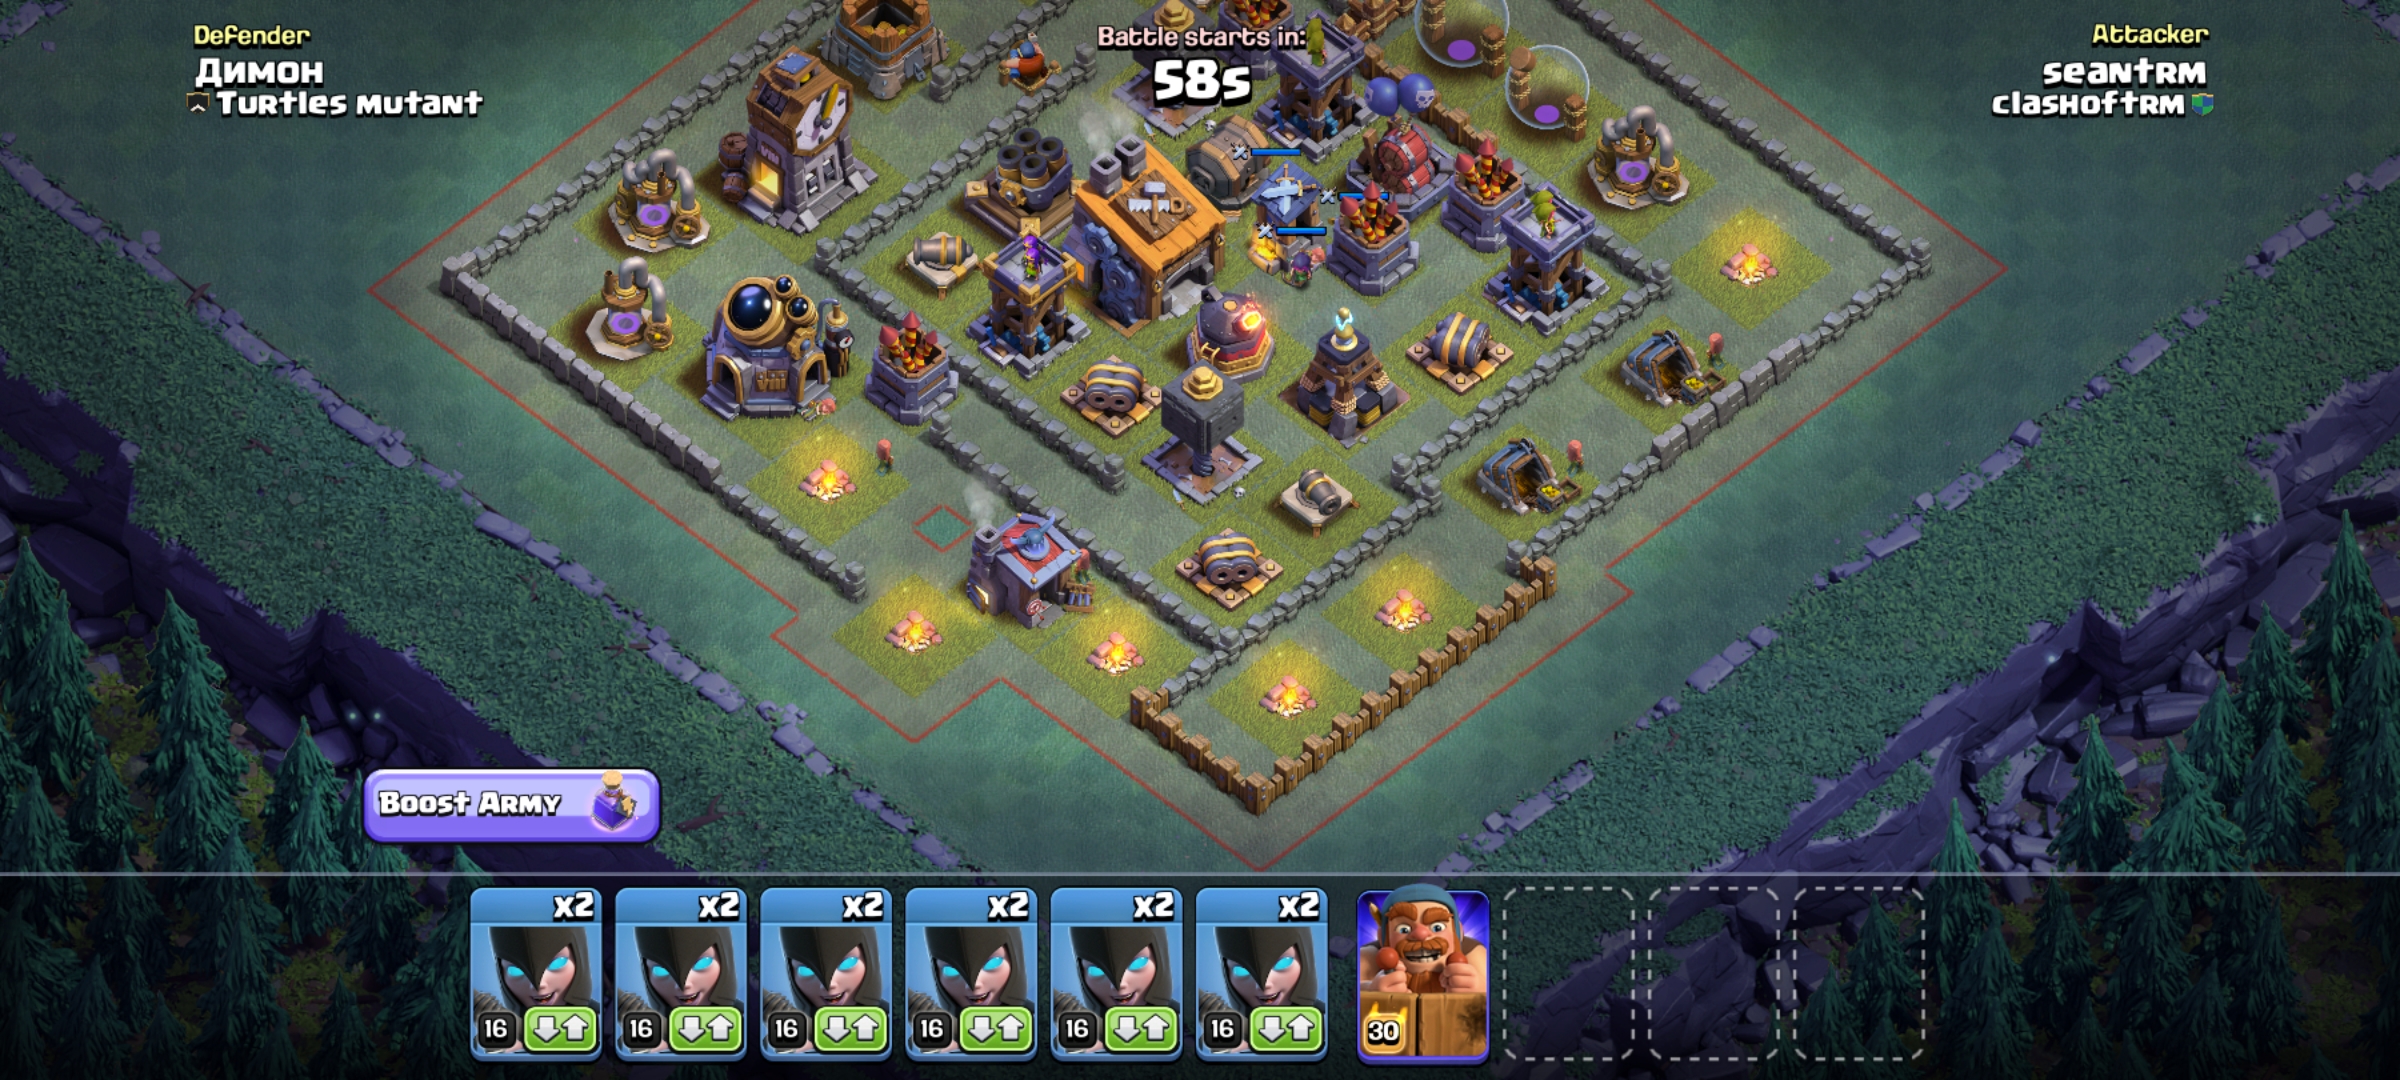 Defender
Димон
Turtles mutant
Battle starts in:
58s
Attacker
seantRM
clashoftRM
VIII
Boost Army
x2
x2
x2
x2
x2
x2
16
16
16
16
16
16
30